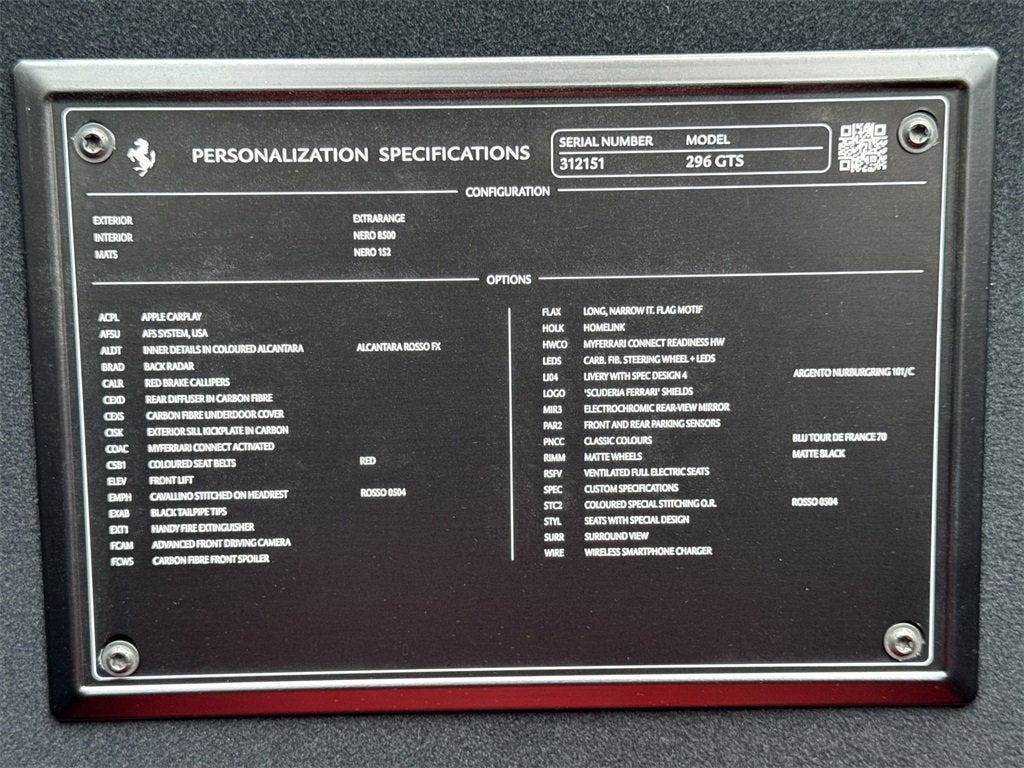 PERSONALIZATION SPECIFICATIONS
SERIAL NUMBER MODEL
312151 296 GTS
CONFIGURATION
EXTERIOR EXTRARANGE
INTERIOR NERO 8500
MATS NERO 152
OPTIONS
ACPL APPLE CARPLAY
AFSU AFS SYSTEM, USA
ALDT INNER DETAILS IN COLOURED ALCANTARA ALCANTARA ROSSO FX
BRAD BACK RADAR
CALR RED BRAKE CALLIPERS
CEXD REAR DIFFUSER IN CARBON FIBRE
CEXS CARBON FIBRE UNDERDOOR COVER
CISK EXTERIOR SILL KICKPLATE IN CARBON
COAC MYFERRARI CONNECT ACTIVATED
CSB1 COLOURED SEAT BELTS RED
ELEV FRONT LIFT
EMPH CAVALLINO STITCHED ON HEADREST ROSSO 0504
EXAB BLACK TAILPIPE TIPS
EXT1 HANDY FIRE EXTINGUISHER
FCAM ADVANCED FRONT DRIVING CAMERA
FCWS CARBON FIBRE FRONT SPOILER
FLAX LONG, NARROW IT. FLAG MOTIF
HOLK HOMELINK
HWCO MYFERRARI CONNECT READINESS HW
LEDS CARB. FIB. STEERING WHEEL + LEDS
LI04 LIVERY WITH SPEC DESIGN 4 ARGENTO NURBURGRING 101/C
LOGO 'SCUDERIA FERRARI' SHIELDS
MIR3 ELECTROCHROMIC REAR-VIEW MIRROR
PAR2 FRONT AND REAR PARKING SENSORS
PNCC CLASSIC COLOURS BLU TOUR DE FRANCE 70
RIMM MATTE WHEELS MATTE BLACK
RSFV VENTILATED FULL ELECTRIC SEATS
SPEC CUSTOM SPECIFICATIONS
STC2 COLOURED SPECIAL STITCHING O.R. ROSSO 0504
STYL SEATS WITH SPECIAL DESIGN
SURR SURROUND VIEW
WIRE WIRELESS SMARTPHONE CHARGER